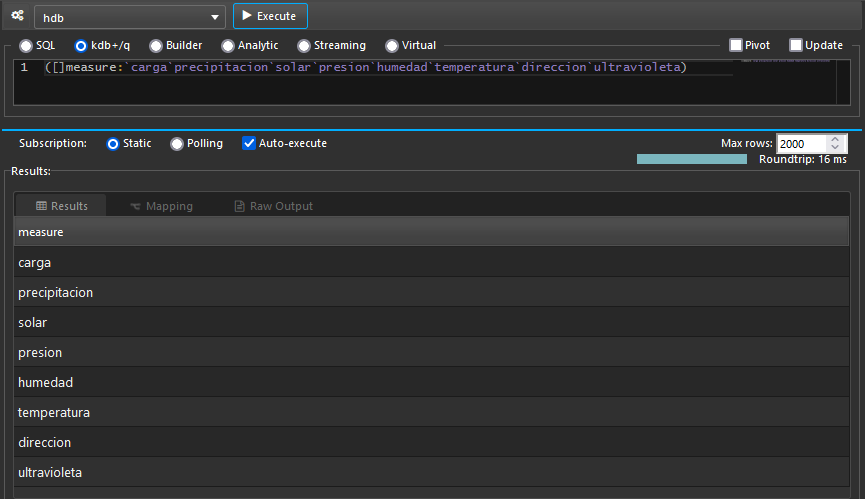 hdb Execute
SQL kdb+/q Builder Analytic Streaming Virtual Pivot Update
1 ([]measure:`carga`precipitacion`solar`presion`humedad`temperatura`direccion`ultravioleta)
Subscription: Static Polling Auto-execute Max rows: 2000
Roundtrip: 16 ms
Results:
Results Mapping Raw Output
measure
carga
precipitacion
solar
presion
humedad
temperatura
direccion
ultravioleta